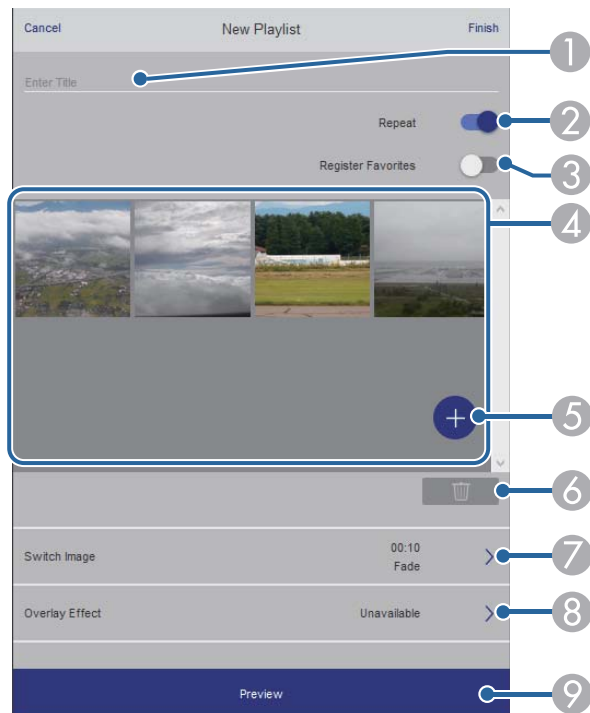 Cancel New Playlist Finish
Enter Title
1
Repeat
2
Register Favorites
3
4
5
6
Switch Image 00:10
Fade
7
Overlay Effect Unavailable
8
Preview
9